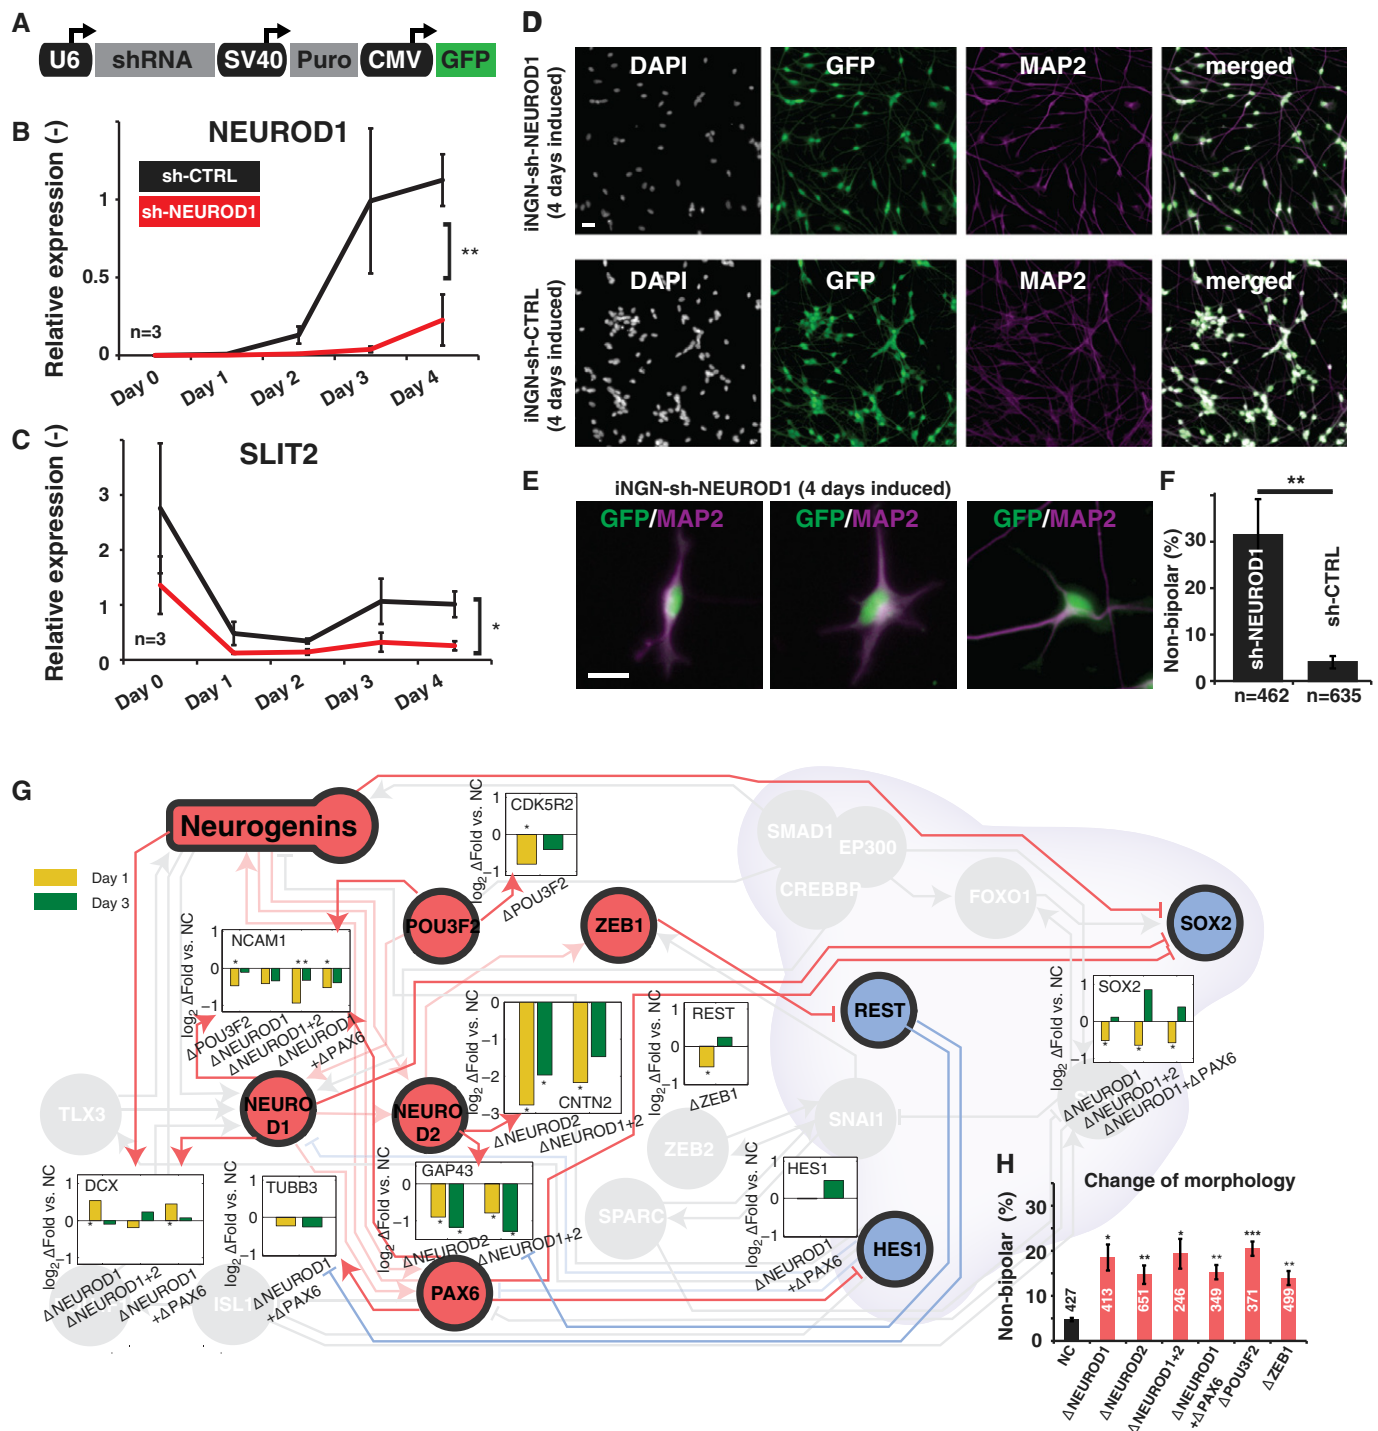 A
U6 shRNA SV40 Puro CMV GFP
B
NEUROD1
Relative expression (-)
1
0.5
0
sh-CTRL
sh-NEUROD1
**
n=3
Day 0 Day 1 Day 2 Day 3 Day 4
C
SLIT2
Relative expression (-)
3
2
1
0
*
n=3
Day 0 Day 1 Day 2 Day 3 Day 4
D
iNGN-sh-NEUROD1
(4 days induced)
DAPI GFP MAP2 merged
iNGN-sh-CTRL
(4 days induced)
DAPI GFP MAP2 merged
E
iNGN-sh-NEUROD1 (4 days induced)
GFP/MAP2 GFP/MAP2 GFP/MAP2
F
**
Non-bipolar (%)
30
20
10
0
sh-NEUROD1
sh-CTRL
n=462 n=635
G
Neurogenins
Day 1
Day 3
CDK5R2
log2 ΔFold vs. NC
1
0
-1
*
ΔPOU3F2
SMAD1
EP300
CREBBP
FOXO1
SOX2
POU3F2
ZEB1
REST
NCAM1
log2 ΔFold vs. NC
1
0
-1
* * * *
ΔPOU3F2
ΔNEUROD1
ΔNEUROD1+2
ΔNEUROD1
+ΔPAX6
log2 ΔFold vs. NC
0
-1
-2
-3
* * *
CNTN2
ΔNEUROD2
ΔNEUROD1+2
REST
log2 ΔFold vs. NC
1
0
-1
*
ΔZEB1
SOX2
log2 ΔFold vs. NC
1
0
-1
* * *
ΔNEUROD1
ΔNEUROD1+2
ΔNEUROD1+ΔPAX6
TLX3
NEURO
D1
NEURO
D2
ZEB2
SNAI1
SPARC
DCX
log2 ΔFold vs. NC
1
0
-1
* *
ΔNEUROD1
ΔNEUROD1+2
ΔNEUROD1
+ΔPAX6
TUBB3
log2 ΔFold vs. NC
1
0
-1
ΔNEUROD1
+ΔPAX6
GAP43
log2 ΔFold vs. NC
0
-1
* * * *
ΔNEUROD2
ΔNEUROD1+2
HES1
log2 ΔFold vs. NC
1
0
-1
ΔNEUROD1
+ΔPAX6
ISL1
PAX6
HES1
H
Change of morphology
Non-bipolar (%)
30
20
10
0
* ** * ** *** **
427 413 651 246 349 371 499
NC
ΔNEUROD1
ΔNEUROD2
ΔNEUROD1+2
ΔNEUROD1
+ΔPAX6
ΔPOU3F2
ΔZEB1